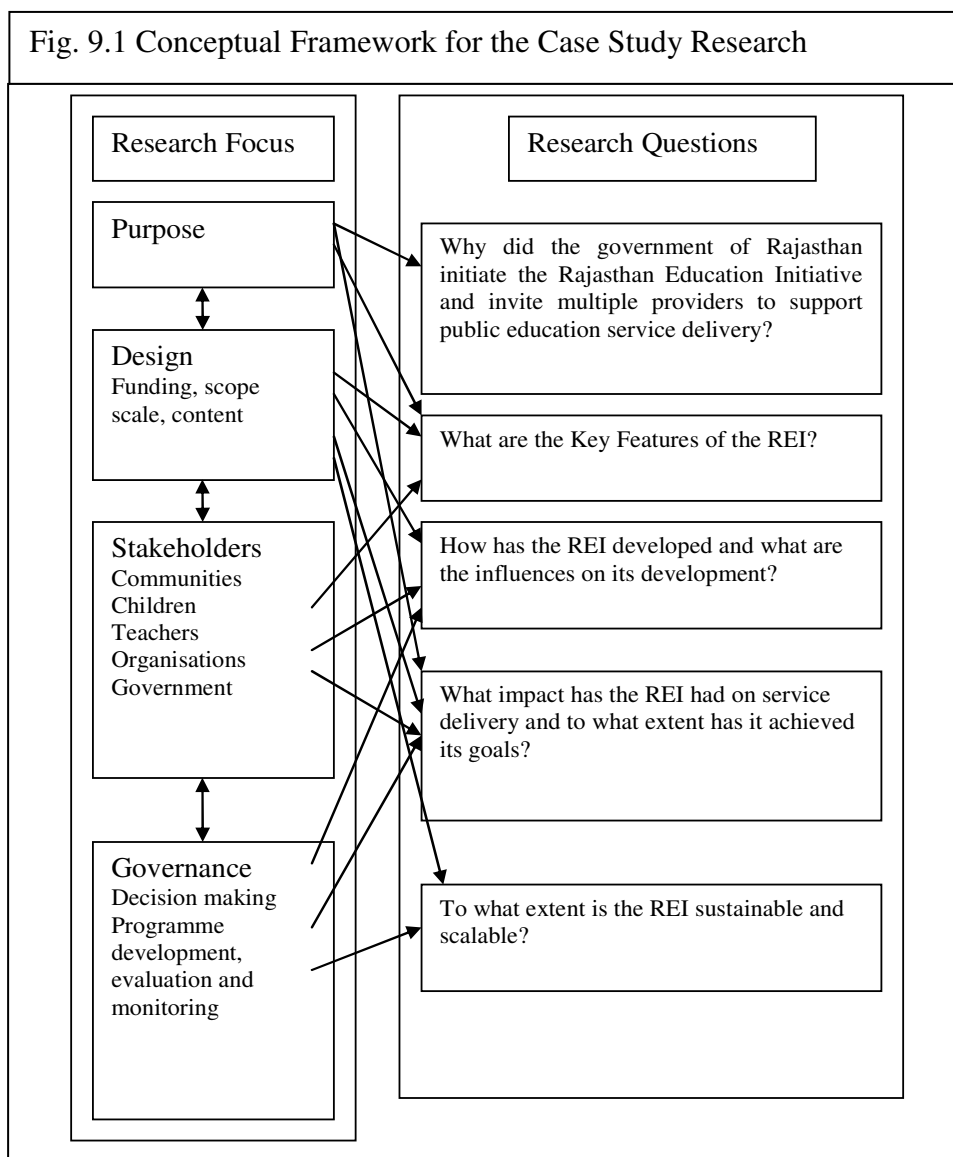 Fig. 9.1 Conceptual Framework for the Case Study Research
Research Focus
Purpose
Design
Funding, scope
scale, content
Stakeholders
Communities
Children
Teachers
Organisations
Government
Governance
Decision making
Programme
development,
evaluation and
monitoring
Research Questions
Why did the government of Rajasthan
initiate the Rajasthan Education Initiative
and invite multiple providers to support
public education service delivery?
What are the Key Features of the REI?
How has the REI developed and what are
the influences on its development?
What impact has the REI had on service
delivery and to what extent has it achieved
its goals?
To what extent is the REI sustainable and
scalable?